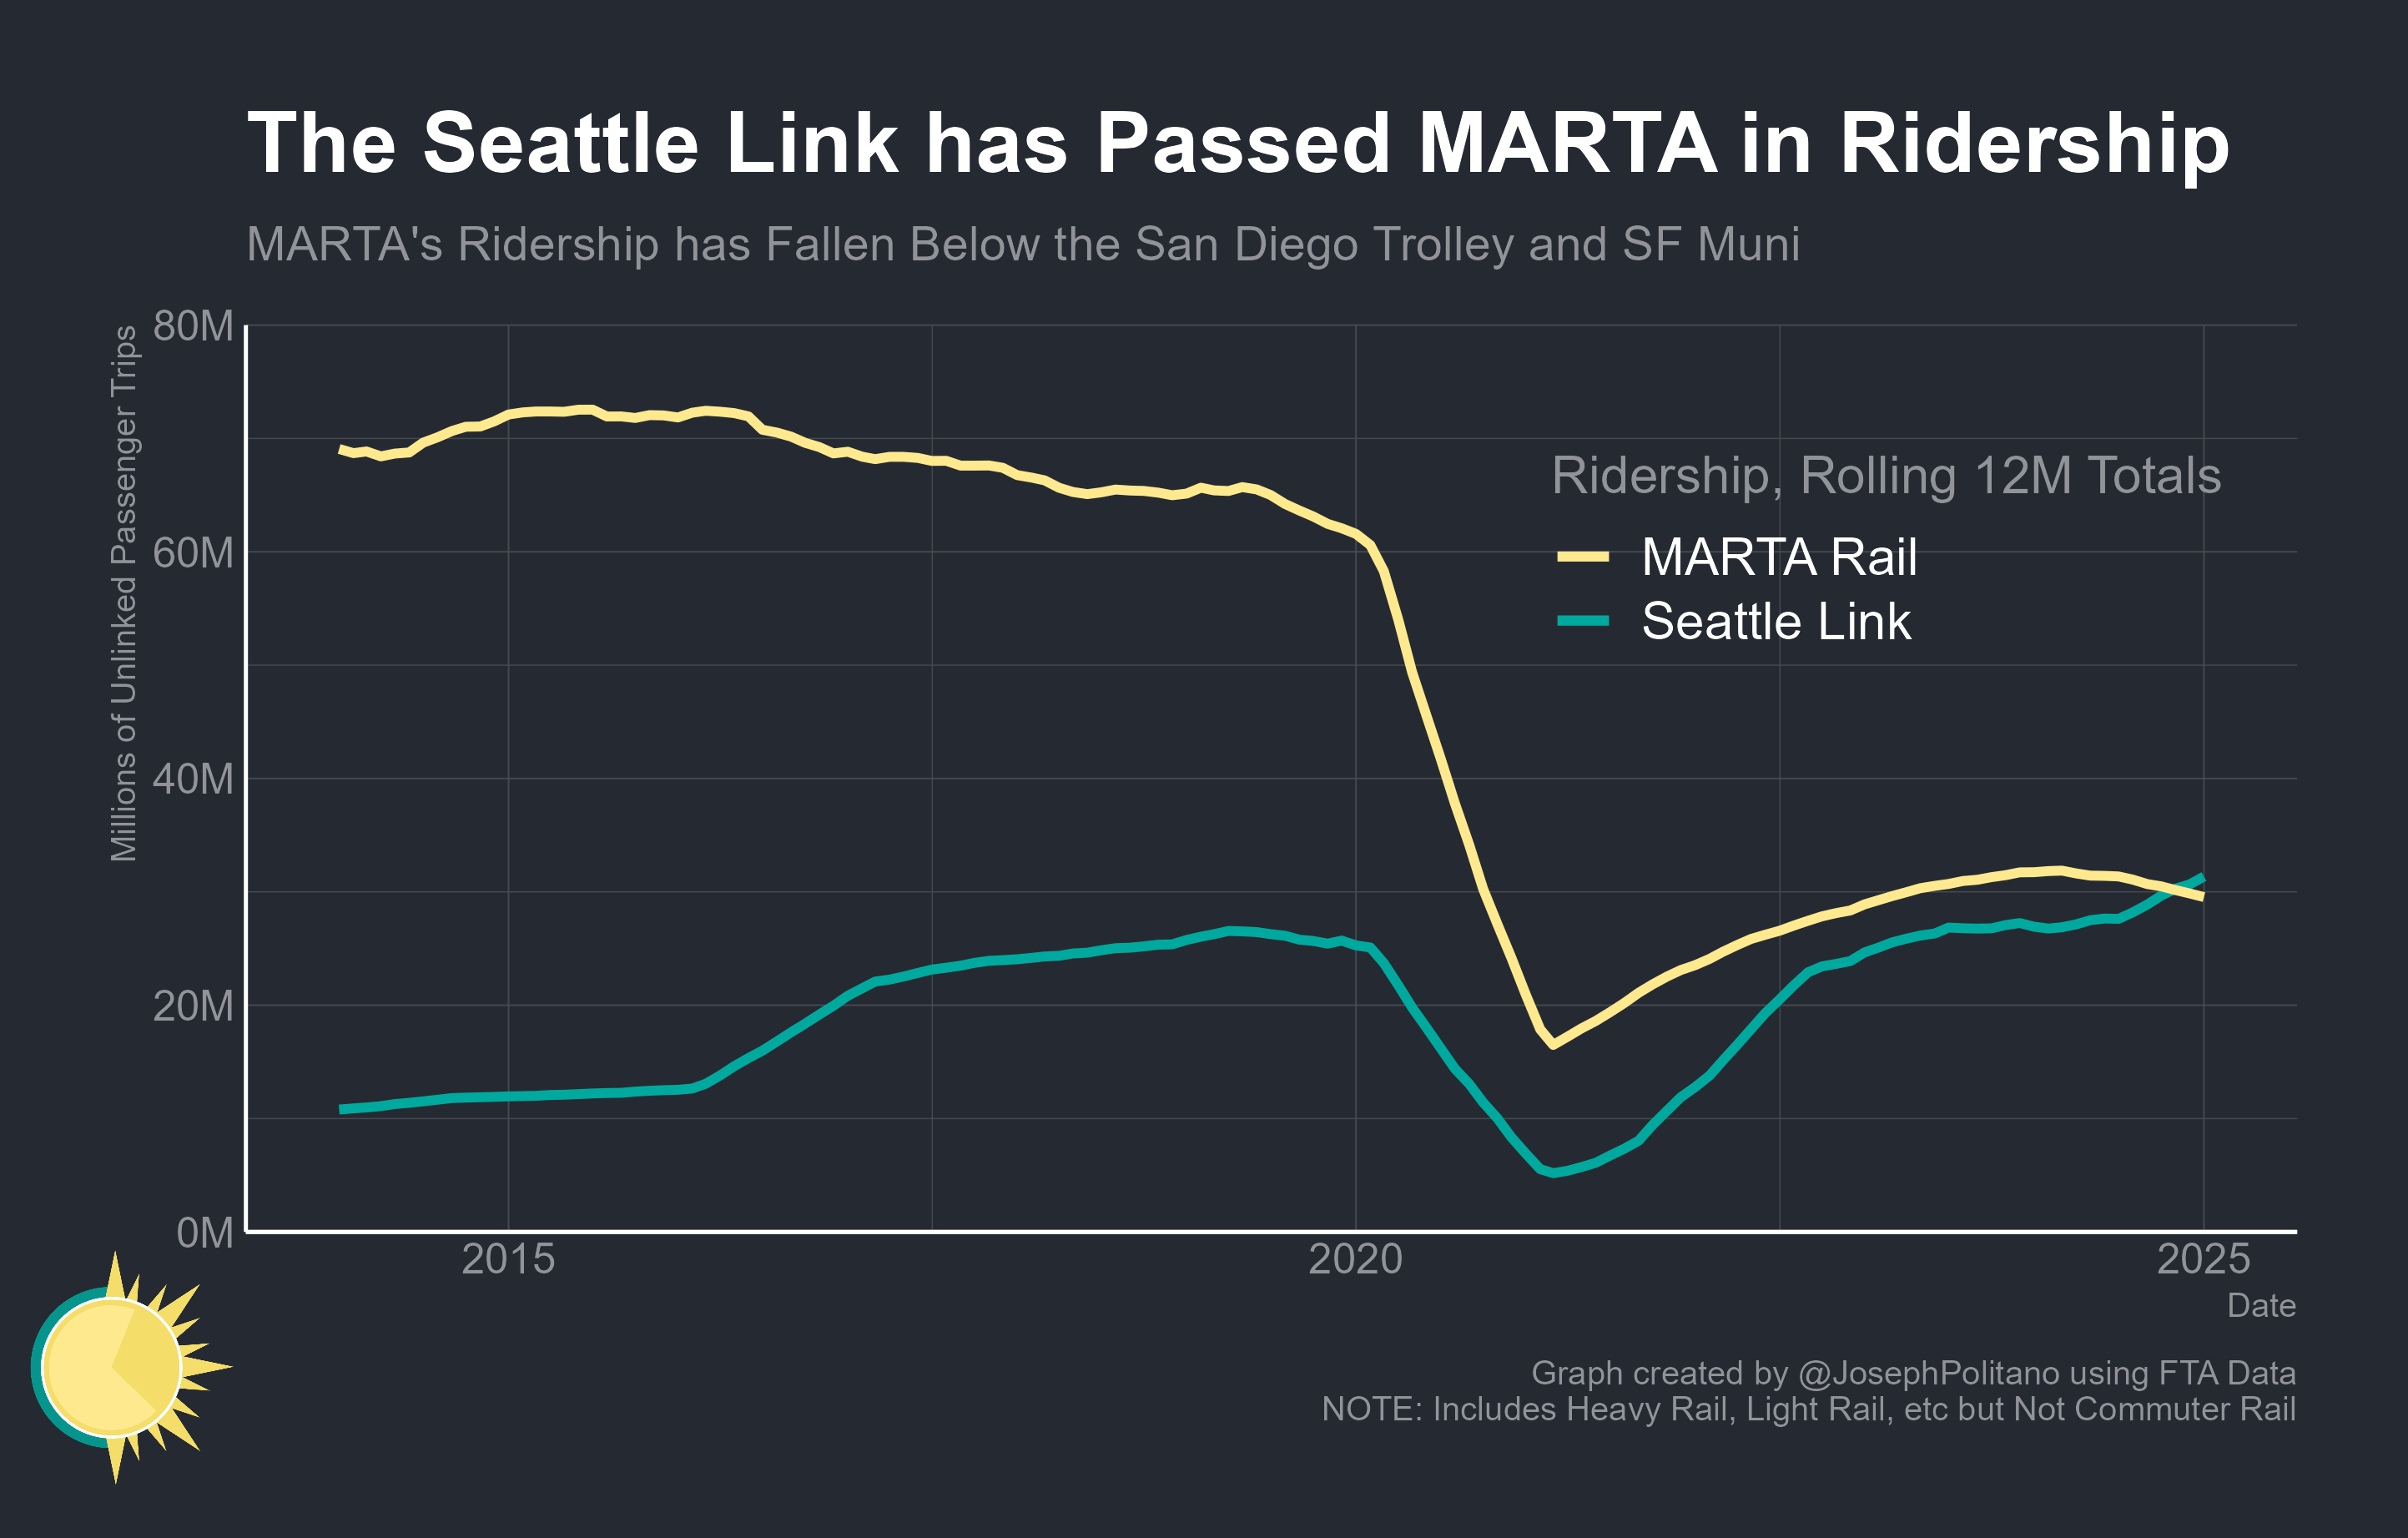 The Seattle Link has Passed MARTA in Ridership
MARTA's Ridership has Fallen Below the San Diego Trolley and SF Muni
Millions of Unlinked Passenger Trips
80M
60M
40M
20M
0M
Ridership, Rolling 12M Totals
MARTA Rail
Seattle Link
2015
2020
2025
Date
Graph created by @JosephPolitano using FTA Data
NOTE: Includes Heavy Rail, Light Rail, etc but Not Commuter Rail